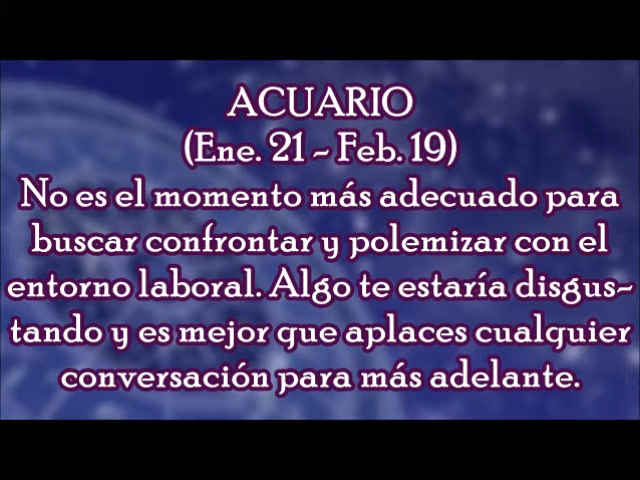 ACUARIO
(Ene. 21 - Feb. 19)
No es el momento más adecuado para
buscar confrontar y polemizar con el
entorno laboral. Algo te estaría disgus-
tando y es mejor que aplaces cualquier
conversación para más adelante.